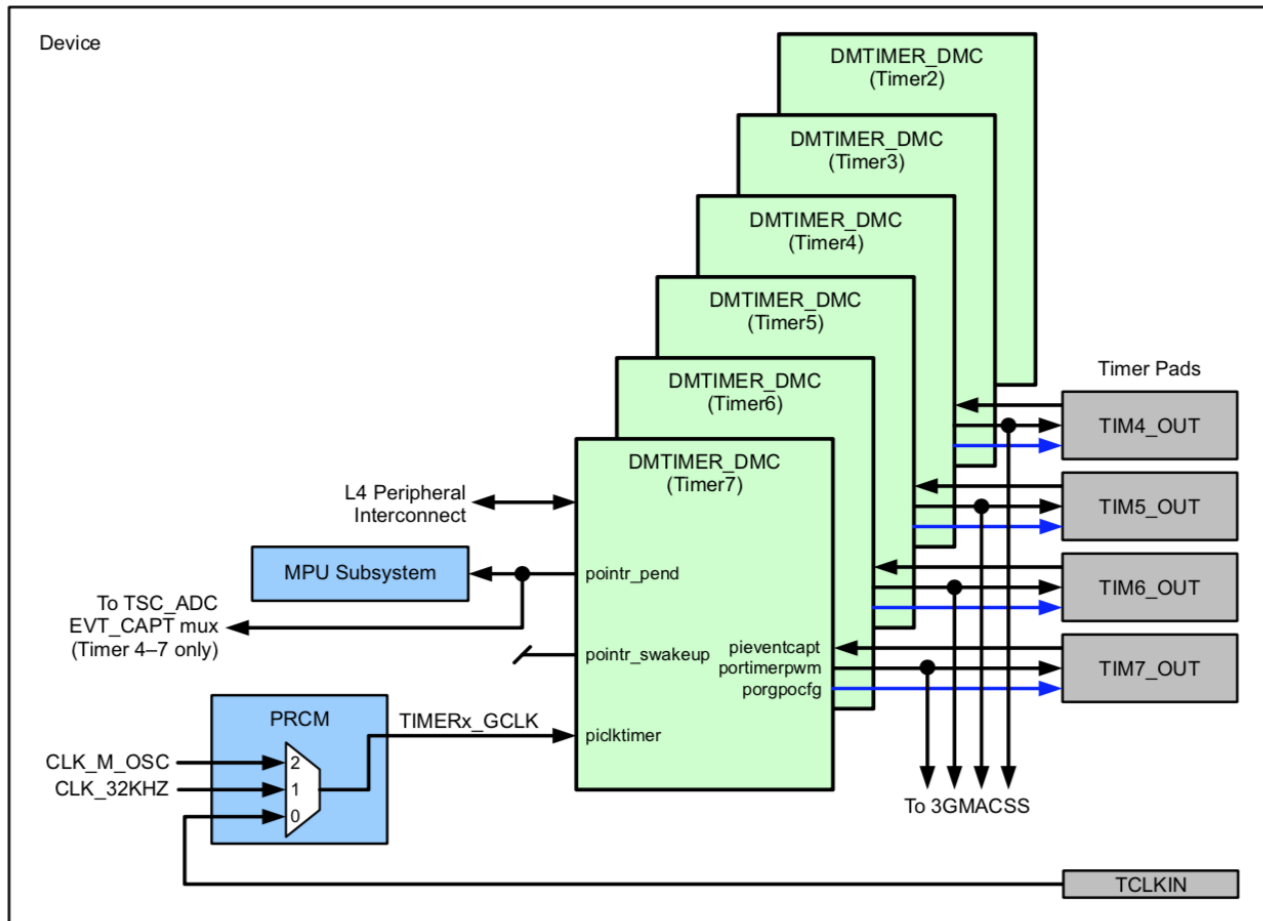 Device
DMTIMER_DMC
(Timer2)
DMTIMER_DMC
(Timer3)
DMTIMER_DMC
(Timer4)
DMTIMER_DMC
(Timer5)
DMTIMER_DMC
(Timer6)
DMTIMER_DMC
(Timer7)
Timer Pads
TIM4_OUT
TIM5_OUT
TIM6_OUT
TIM7_OUT
L4 Peripheral
Interconnect
MPU Subsystem
pointr_pend
To TSC_ADC
EVT_CAPT mux
(Timer 4–7 only)
pointr_swakeup
pieventcapt
portimerpwm
porgpocfg
PRCM
TIMERx_GCLK
piclktimer
CLK_M_OSC
2
CLK_32KHZ
1
0
To 3GMACSS
TCLKIN